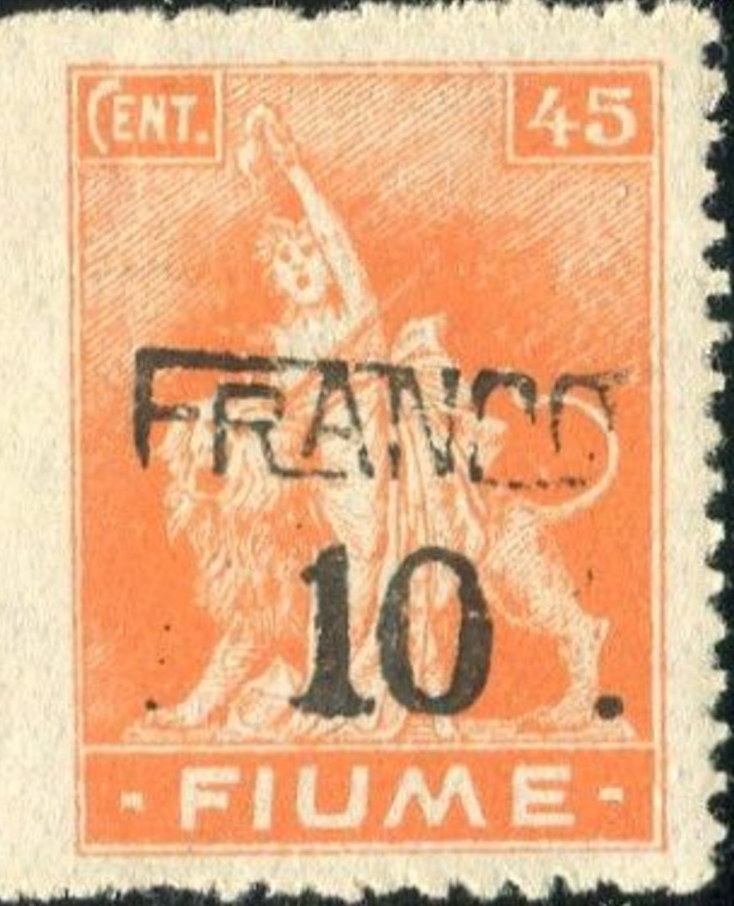 CENT. 45
FRANCO
10
- FIUME -